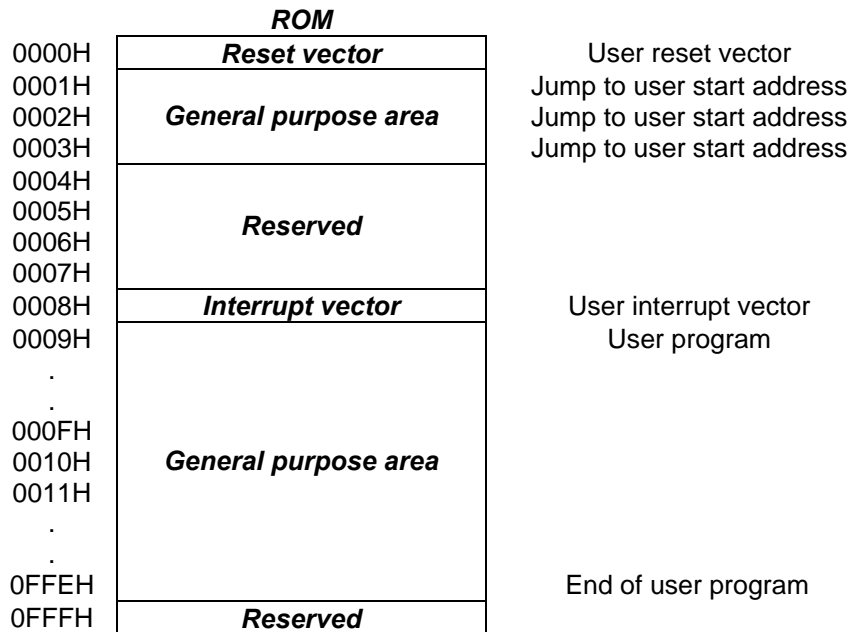 ROM
0000H Reset vector User reset vector
0001H Jump to user start address
0002H General purpose area Jump to user start address
0003H Jump to user start address
0004H
0005H
Reserved
0006H
0007H
0008H Interrupt vector User interrupt vector
0009H User program
.
.
000FH
0010H General purpose area
0011H
.
.
0FFEH End of user program
0FFFH Reserved